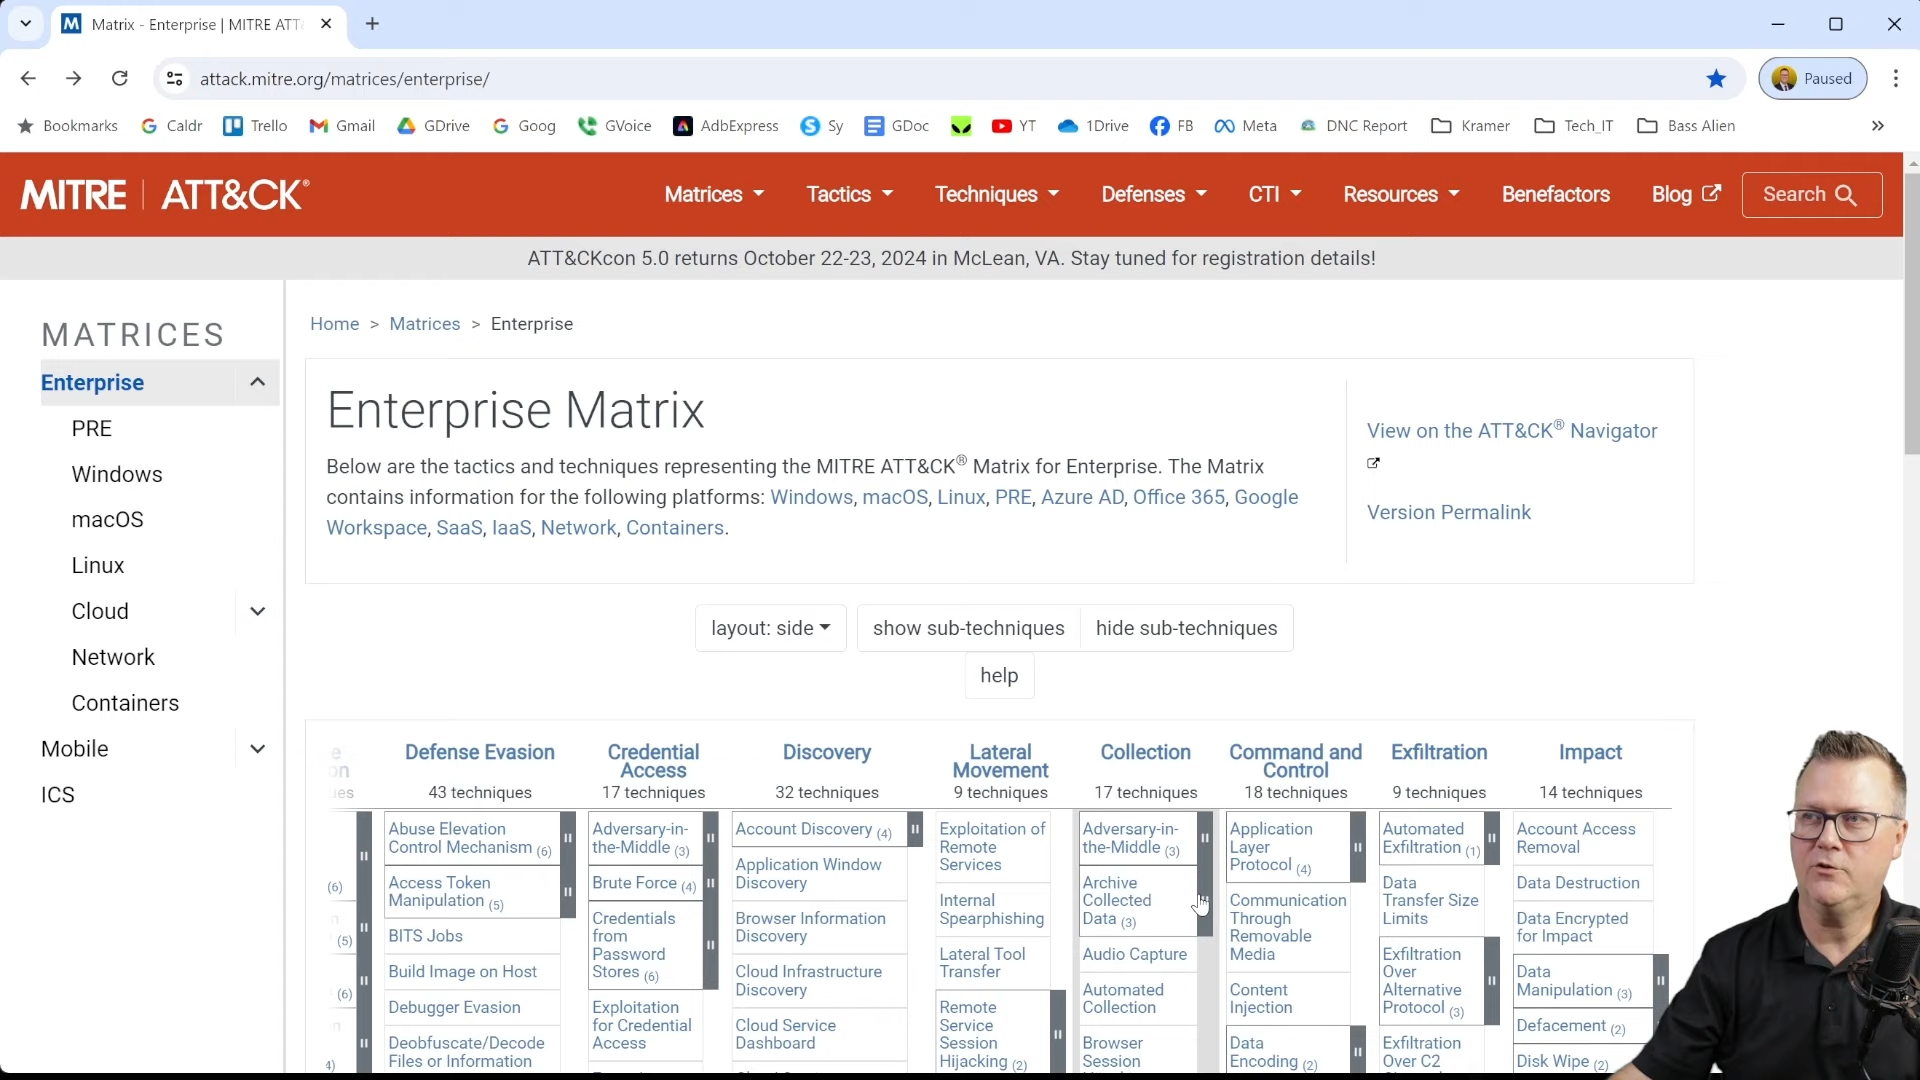 Matrix - Enterprise | MITRE ATT
attack.mitre.org/matrices/enterprise/
Paused
Bookmarks
Caldr
Trello
Gmail
GDrive
Goog
GVoice
AdbExpress
Sy
GDoc
YT
1Drive
FB
Meta
DNC Report
Kramer
Tech_IT
Bass Alien
MITRE | ATT&CK®
Matrices
Tactics
Techniques
Defenses
CTI
Resources
Benefactors
Blog
Search
ATT&CKcon 5.0 returns October 22-23, 2024 in McLean, VA. Stay tuned for registration details!
MATRICES
Enterprise
PRE
Windows
macOS
Linux
Cloud
Network
Containers
Mobile
ICS
Home > Matrices > Enterprise
Enterprise Matrix
Below are the tactics and techniques representing the MITRE ATT&CK® Matrix for Enterprise. The Matrix
contains information for the following platforms: Windows, macOS, Linux, PRE, Azure AD, Office 365, Google
Workspace, SaaS, IaaS, Network, Containers.
View on the ATT&CK® Navigator
Version Permalink
layout: side
show sub-techniques
hide sub-techniques
help
e
on
ues
(6)
n
(5)
(6)
n
4)
Defense Evasion
43 techniques
Abuse Elevation
Control Mechanism (6)
Access Token
Manipulation (5)
BITS Jobs
Build Image on Host
Debugger Evasion
Deobfuscate/Decode
Files or Information
Credential
Access
17 techniques
Adversary-in-
the-Middle (3)
Brute Force (4)
Credentials
from
Password
Stores (6)
Exploitation
for Credential
Access
Discovery
32 techniques
Account Discovery (4)
Application Window
Discovery
Browser Information
Discovery
Cloud Infrastructure
Discovery
Cloud Service
Dashboard
Lateral
Movement
9 techniques
Exploitation of
Remote
Services
Internal
Spearphishing
Lateral Tool
Transfer
Remote
Service
Session
Hijacking (2)
Collection
17 techniques
Adversary-in-
the-Middle (3)
Archive
Collected
Data (3)
Audio Capture
Automated
Collection
Browser
Session
Command and
Control
18 techniques
Application
Layer
Protocol (4)
Communication
Through
Removable
Media
Content
Injection
Data
Encoding (2)
Exfiltration
9 techniques
Automated
Exfiltration (1)
Data
Transfer Size
Limits
Exfiltration
Over
Alternative
Protocol (3)
Exfiltration
Over C2
Impact
14 techniques
Account Access
Removal
Data Destruction
Data Encrypted
for Impact
Data
Manipulation (3)
Defacement (2)
Disk Wipe (2)